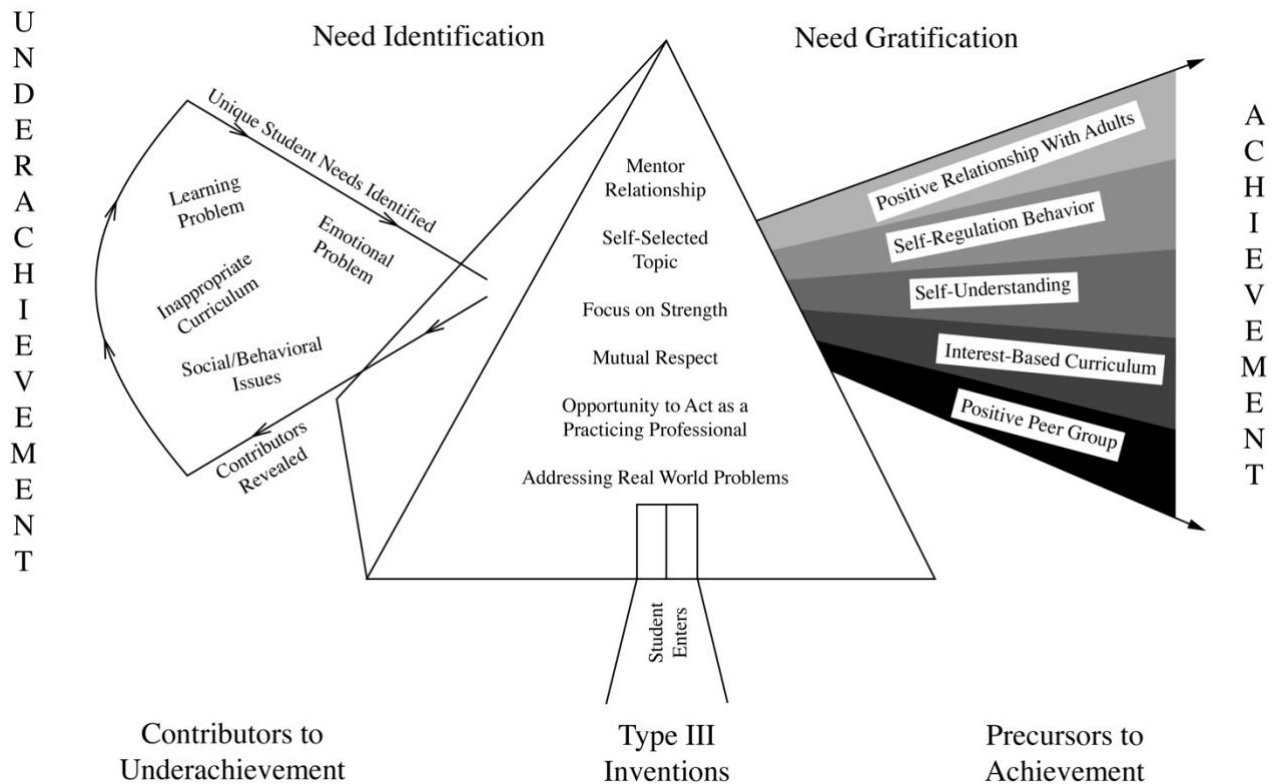 UNDERACHIEVEMENT
Need Identification
Need Gratification
Unique Student Needs Identified
Learning
Problem
Emotional
Problem
Inappropriate
Curriculum
Social/Behavioral
Issues
Contributors
Revealed
Mentor
Relationship
Self-Selected
Topic
Focus on Strength
Mutual Respect
Opportunity to Act as a
Practicing Professional
Addressing Real World Problems
Student
Enters
Positive Relationship With Adults
Self-Regulation Behavior
Self-Understanding
Interest-Based Curriculum
Positive Peer Group
ACHIEVEMENT
Contributors to
Underachievement
Type III
Inventions
Precursors to
Achievement